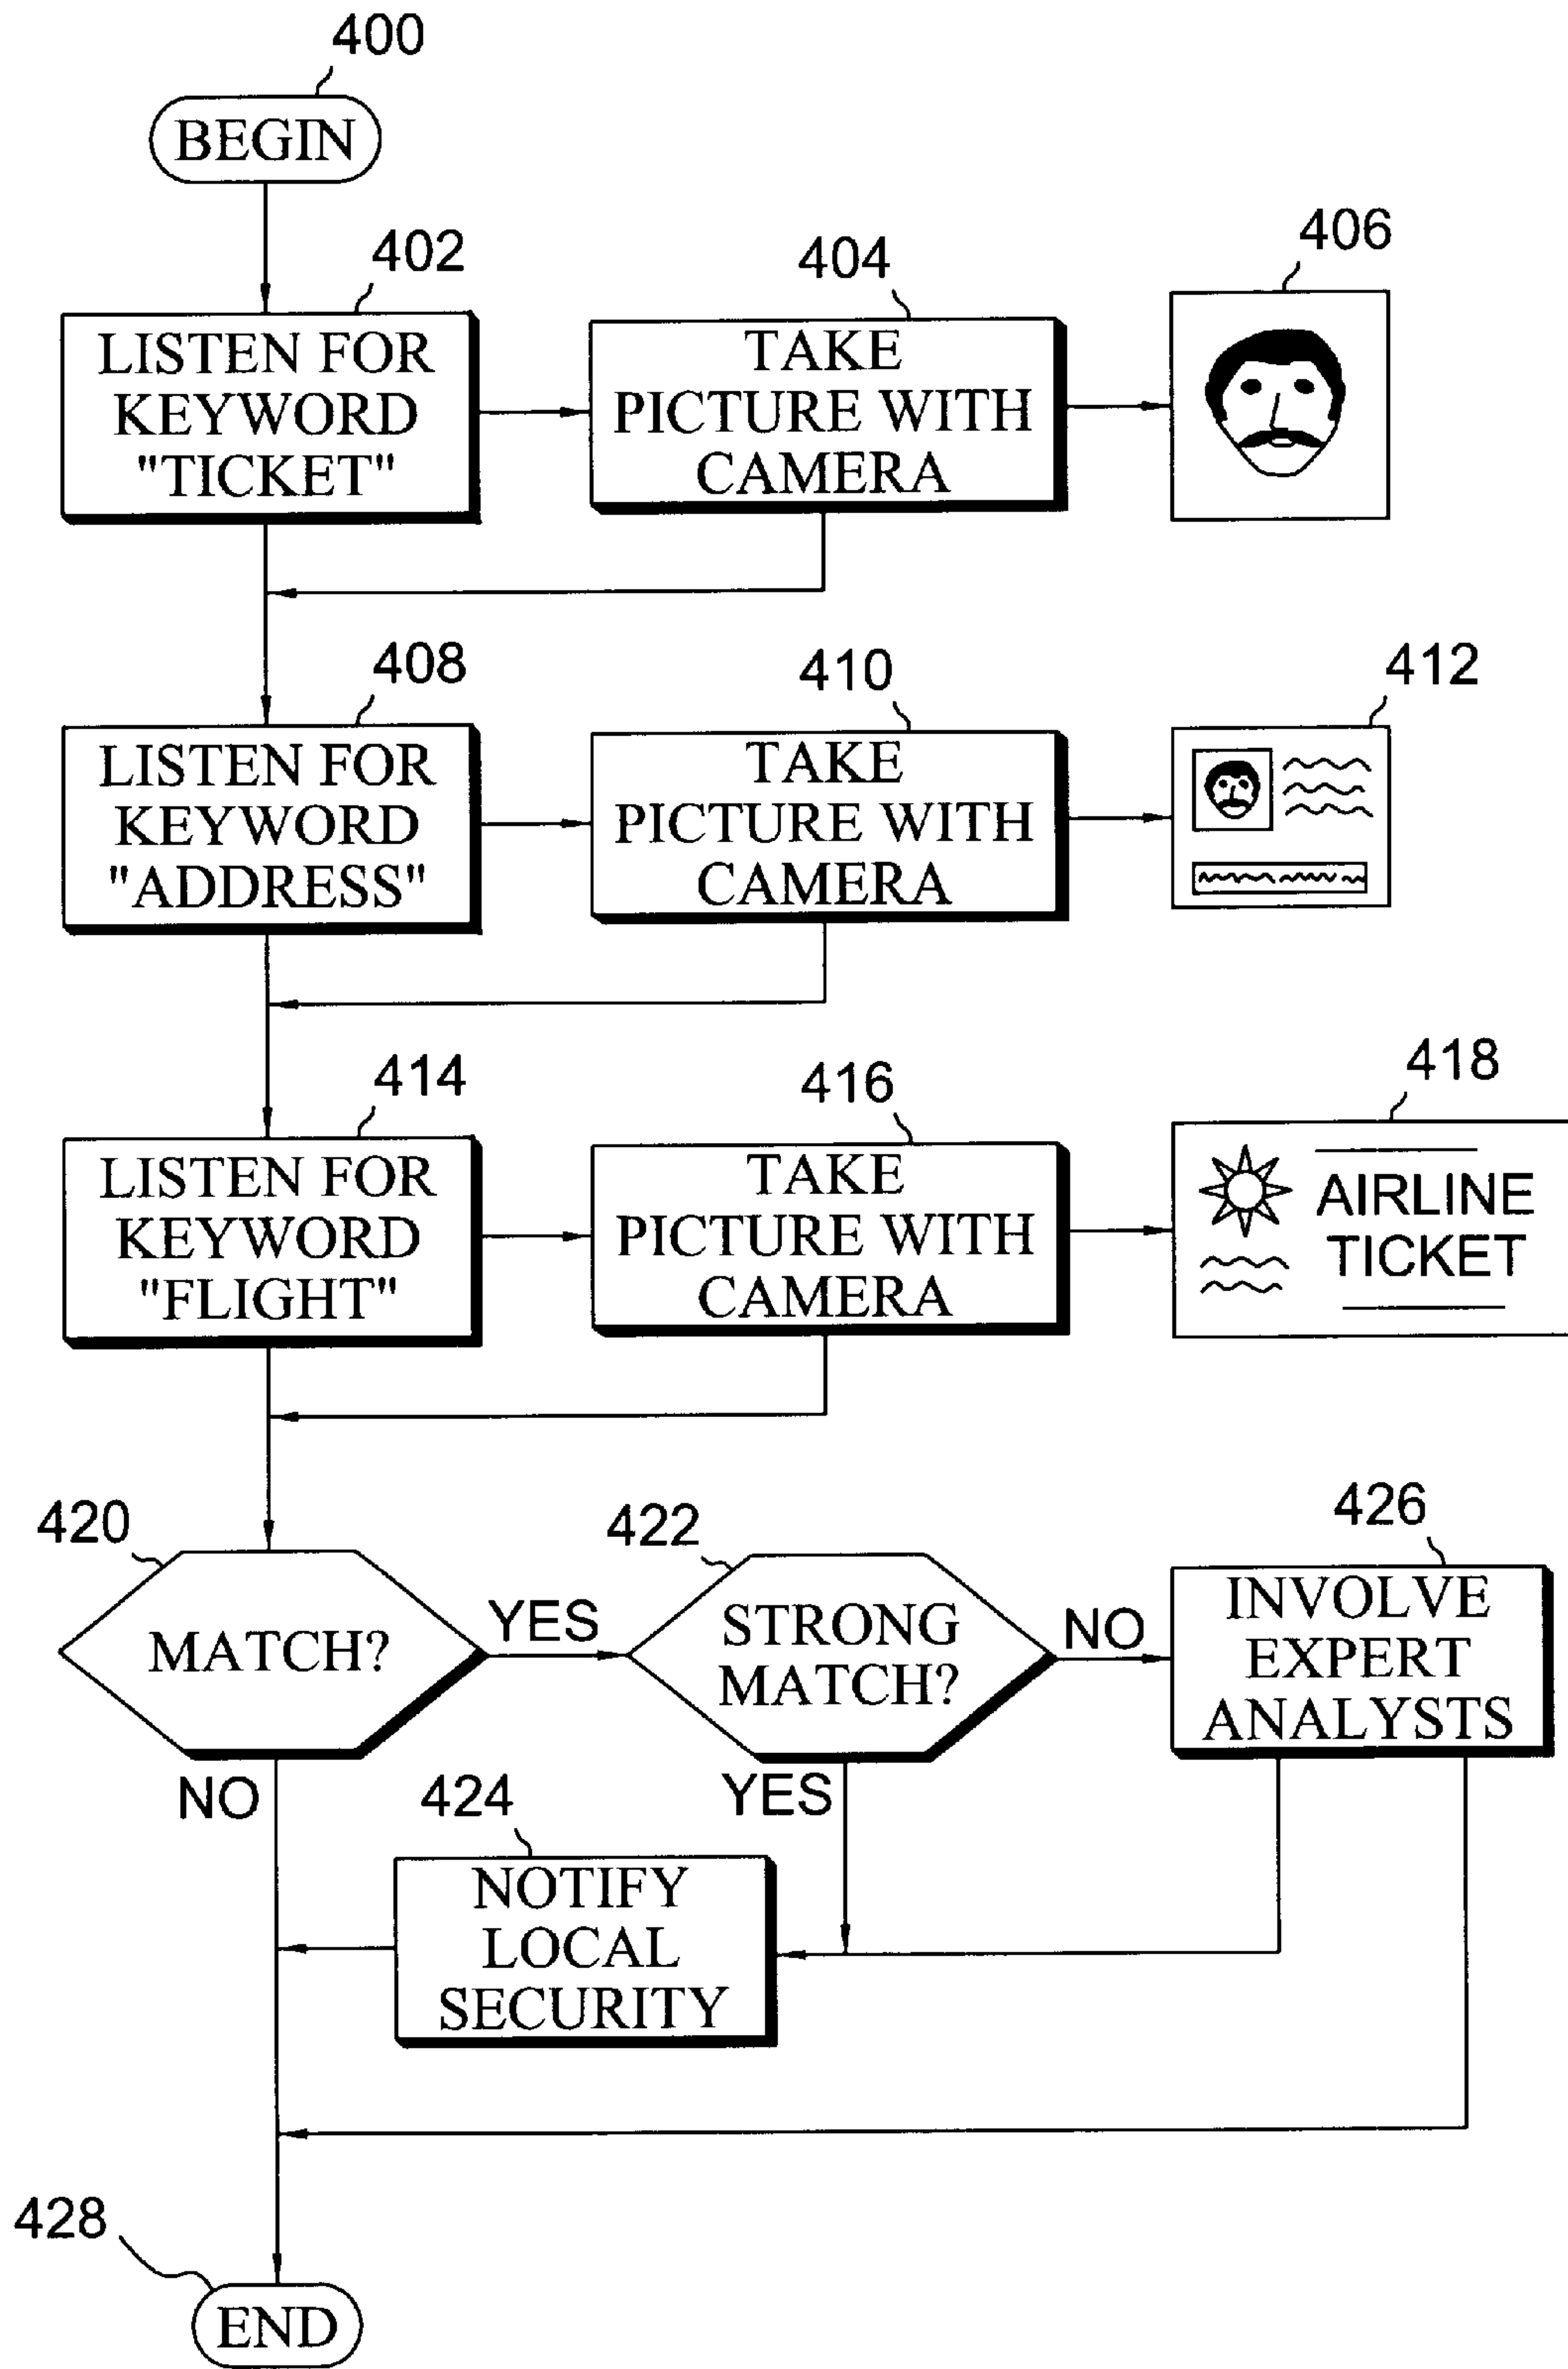 400
BEGIN
402
404
406
LISTEN FOR
KEYWORD
"TICKET"
TAKE
PICTURE WITH
CAMERA
408
410
412
LISTEN FOR
KEYWORD
"ADDRESS"
TAKE
PICTURE WITH
CAMERA
414
416
418
LISTEN FOR
KEYWORD
"FLIGHT"
TAKE
PICTURE WITH
CAMERA
AIRLINE
TICKET
420
422
426
MATCH?
YES
STRONG
MATCH?
NO
INVOLVE
EXPERT
ANALYSTS
NO
424
YES
NOTIFY
LOCAL
SECURITY
428
END